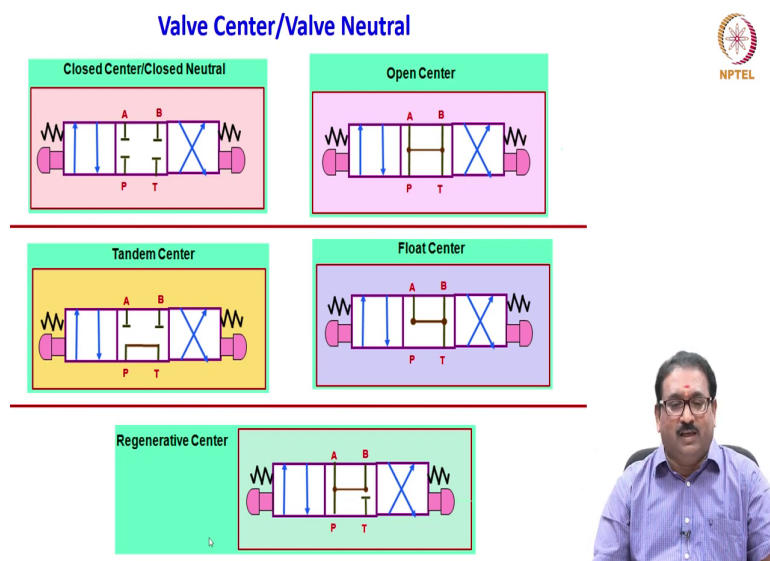 Valve Center/Valve Neutral
NPTEL
Closed Center/Closed Neutral
A B
P T
Open Center
A B
P T
Tandem Center
A B
P T
Float Center
A B
P T
Regenerative Center
A B
P T